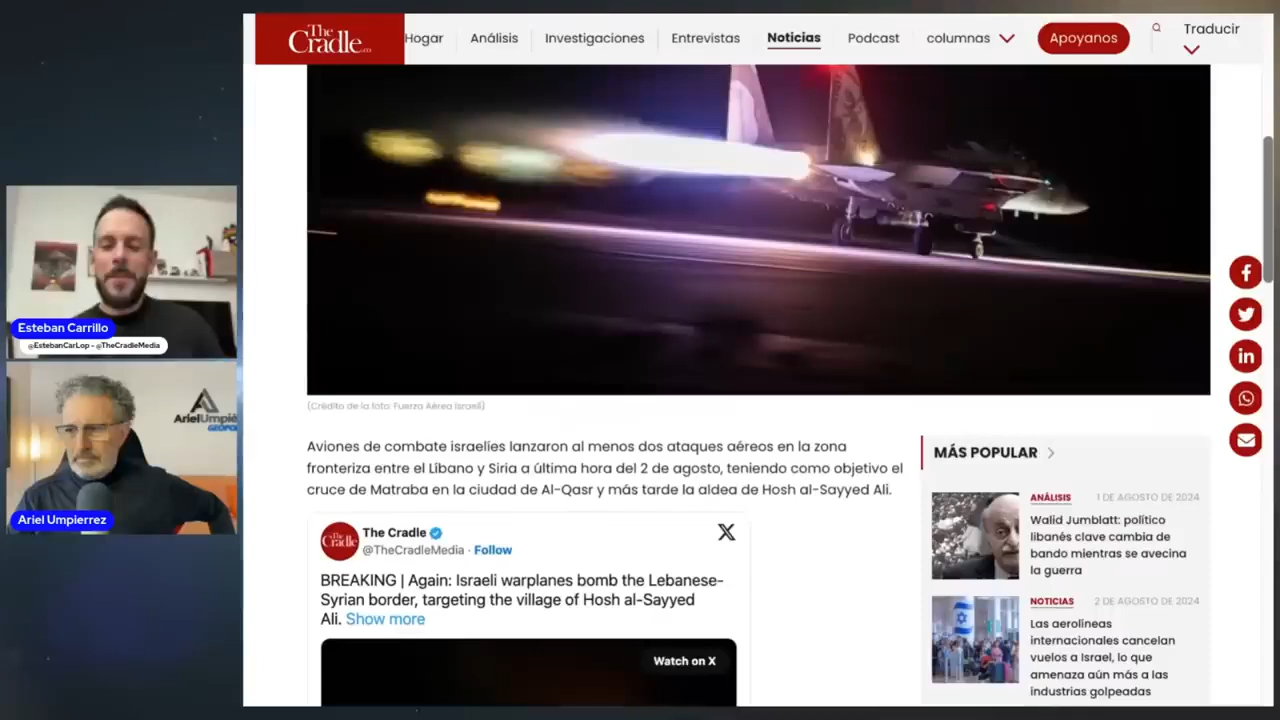 The
Cradle.co
Hogar
Análisis
Investigaciones
Entrevistas
Noticias
Podcast
columnas
Apoyanos
Traducir
Esteban Carrillo
@EstebanCarLop - @TheCradleMedia
ArielUmpié
GEOPOL
Ariel Umpierrez
(Crédito de la foto: Fuerza Aérea Israelí)
Aviones de combate israelíes lanzaron al menos dos ataques aéreos en la zona
fronteriza entre el Líbano y Siria a última hora del 2 de agosto, teniendo como objetivo el
cruce de Matraba en la ciudad de Al-Qasr y más tarde la aldea de Hosh al-Sayyed Ali.
The Cradle
@TheCradleMedia · Follow
BREAKING | Again: Israeli warplanes bomb the Lebanese-
Syrian border, targeting the village of Hosh al-Sayyed
Ali. Show more
Watch on X
MÁS POPULAR
ANÁLISIS 1 DE AGOSTO DE 2024
Walid Jumblatt: político
libanés clave cambia de
bando mientras se avecina
la guerra
NOTICIAS 2 DE AGOSTO DE 2024
Las aerolíneas
internacionales cancelan
vuelos a Israel, lo que
amenaza aún más a las
industrias golpeadas